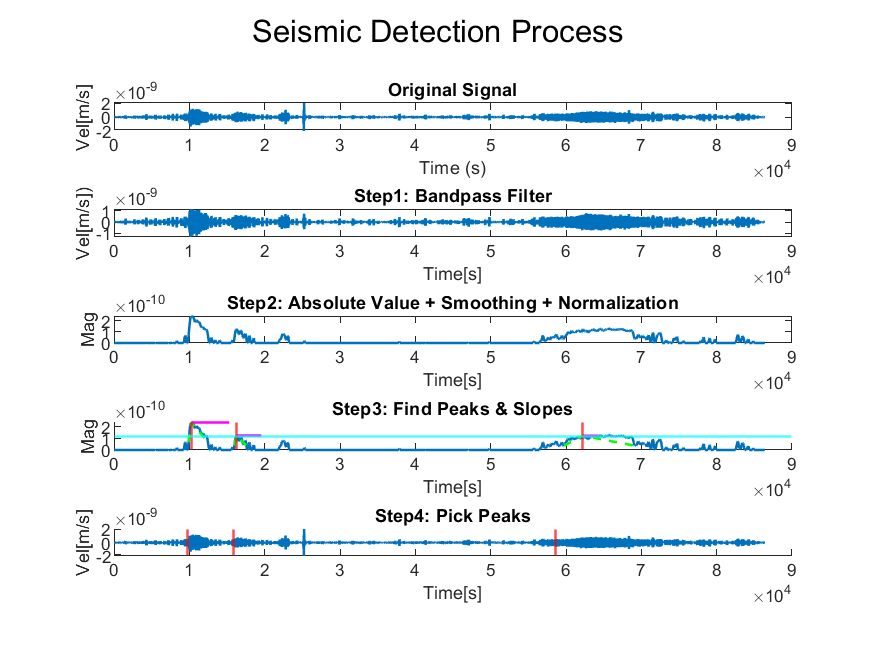 Seismic Detection Process
Original Signal
×10-9
Vel[m/s]
2
0
-2
0 1 2 3 4 5 6 7 8 9
Time (s)
×104
Step1: Bandpass Filter
×10-9
Vel[m/s])
1
0
-1
0 1 2 3 4 5 6 7 8 9
Time[s]
×104
Step2: Absolute Value + Smoothing + Normalization
×10-10
Mag
2
1
0
0 1 2 3 4 5 6 7 8 9
Time[s]
×104
Step3: Find Peaks & Slopes
×10-10
Mag
2
1
0
0 1 2 3 4 5 6 7 8 9
Time[s]
×104
Step4: Pick Peaks
×10-9
Vel[m/s]
2
0
-2
0 1 2 3 4 5 6 7 8 9
Time[s]
×104